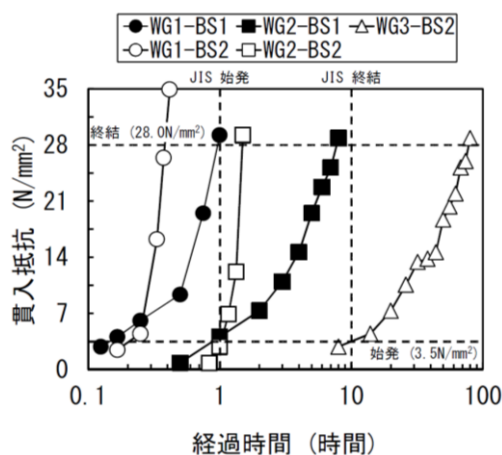 WG1-BS1 WG2-BS1 WG3-BS2
WG1-BS2 WG2-BS2
JIS 始発 JIS 終結
35
終結 (28.0N/mm²)
28
21
14
7
0
始発 (3.5N/mm²)
貫入抵抗 (N/mm²)
0.1 1 10 100
経過時間 (時間)